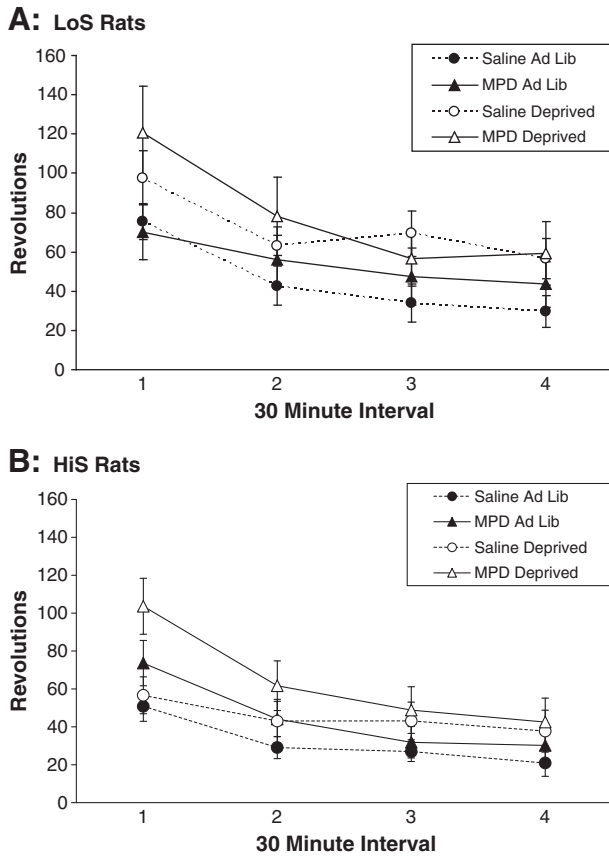 A: LoS Rats
160
140
120
100
80
60
40
20
0
Revolutions
Saline Ad Lib
MPD Ad Lib
Saline Deprived
MPD Deprived
1 2 3 4
30 Minute Interval
B: HiS Rats
160
140
120
100
80
60
40
20
0
Revolutions
Saline Ad Lib
MPD Ad Lib
Saline Deprived
MPD Deprived
1 2 3 4
30 Minute Interval